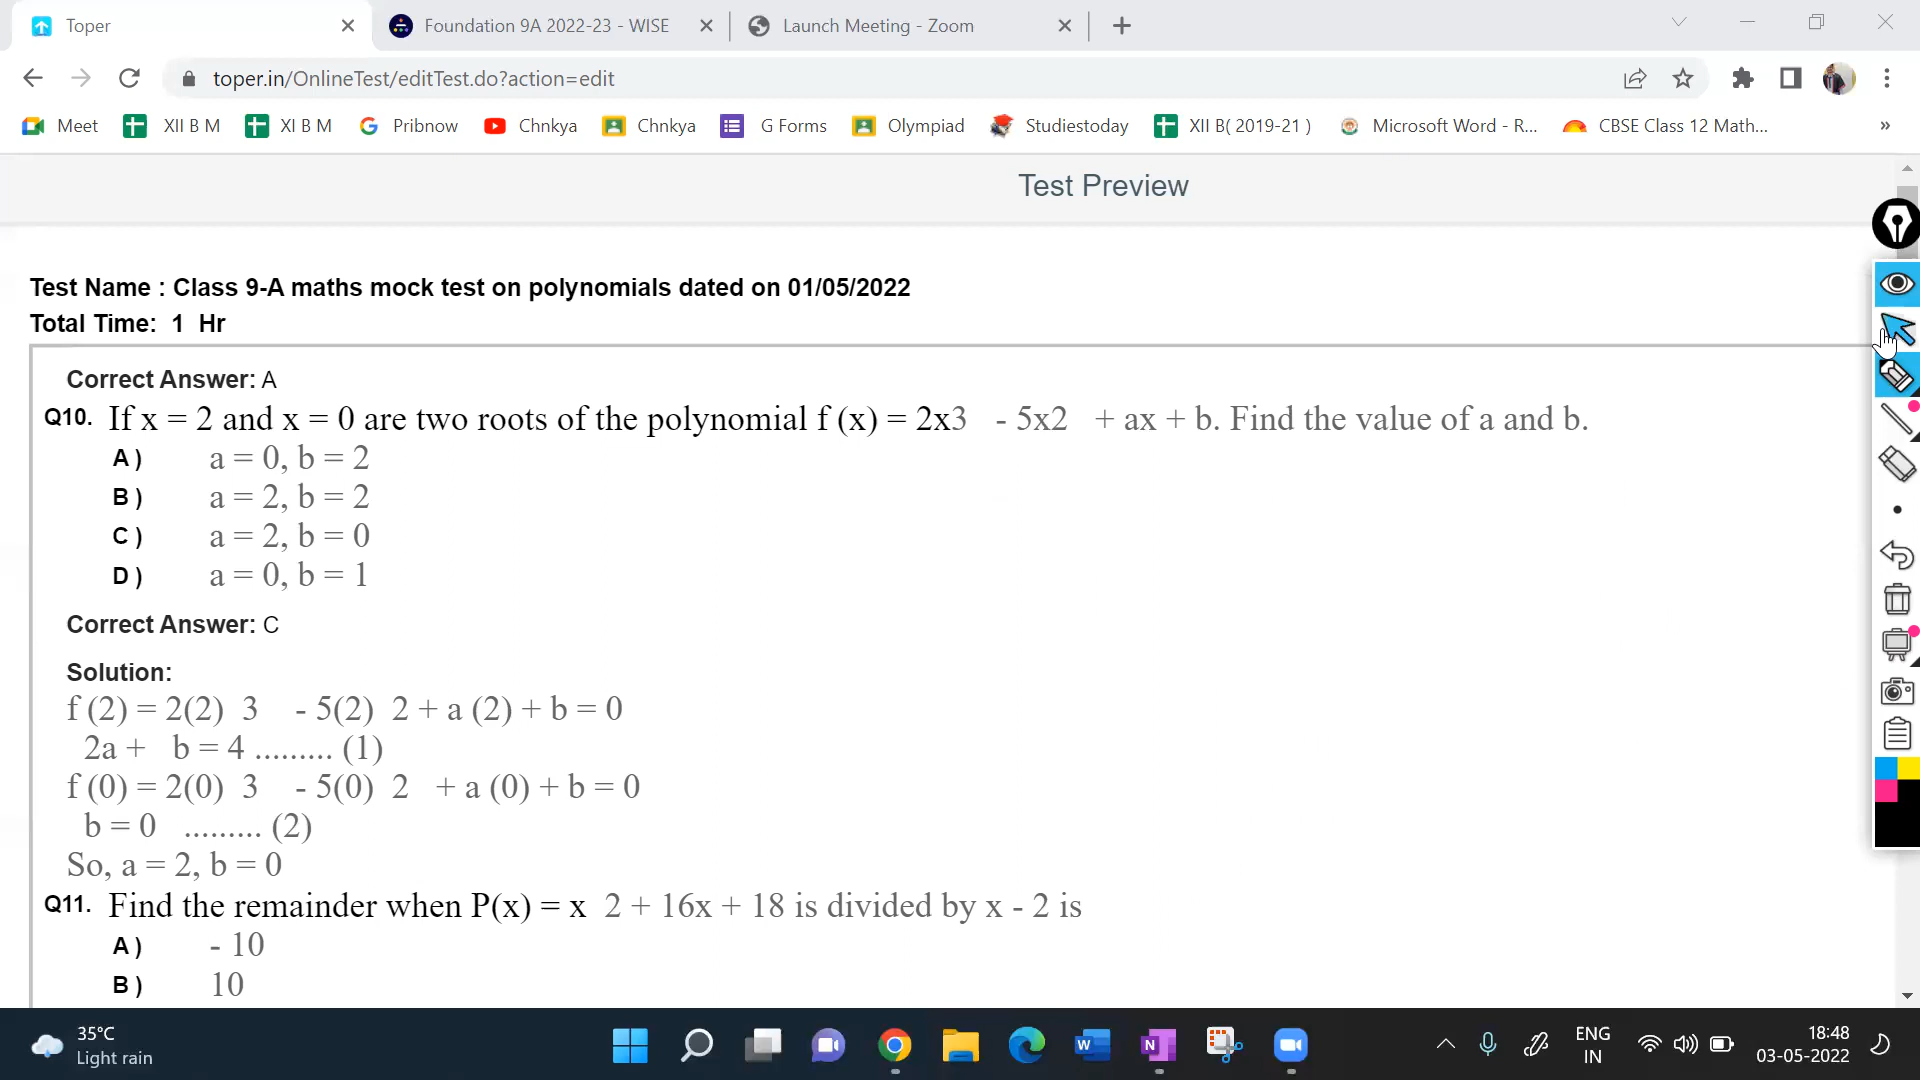 Toper
Foundation 9A 2022-23 - WISE
Launch Meeting - Zoom
toper.in/OnlineTest/editTest.do?action=edit
Meet
XII B M
XI B M
Pribnow
Chnkya
Chnkya
G Forms
Olympiad
Studiestoday
XII B( 2019-21 )
Microsoft Word - R...
CBSE Class 12 Math...
»
Test Preview
Test Name : Class 9-A maths mock test on polynomials dated on 01/05/2022
Total Time: 1 Hr
Correct Answer: A
Q10. If x = 2 and x = 0 are two roots of the polynomial f (x) = 2x3 - 5x2 + ax + b. Find the value of a and b.
A ) a = 0, b = 2
B ) a = 2, b = 2
C ) a = 2, b = 0
D ) a = 0, b = 1
Correct Answer: C
Solution:
f (2) = 2(2) 3 - 5(2) 2 + a (2) + b = 0
2a + b = 4 ......... (1)
f (0) = 2(0) 3 - 5(0) 2 + a (0) + b = 0
b = 0 ......... (2)
So, a = 2, b = 0
Q11. Find the remainder when P(x) = x 2 + 16x + 18 is divided by x - 2 is
A ) - 10
B ) 10
35°C
Light rain
ENG
IN
18:48
03-05-2022